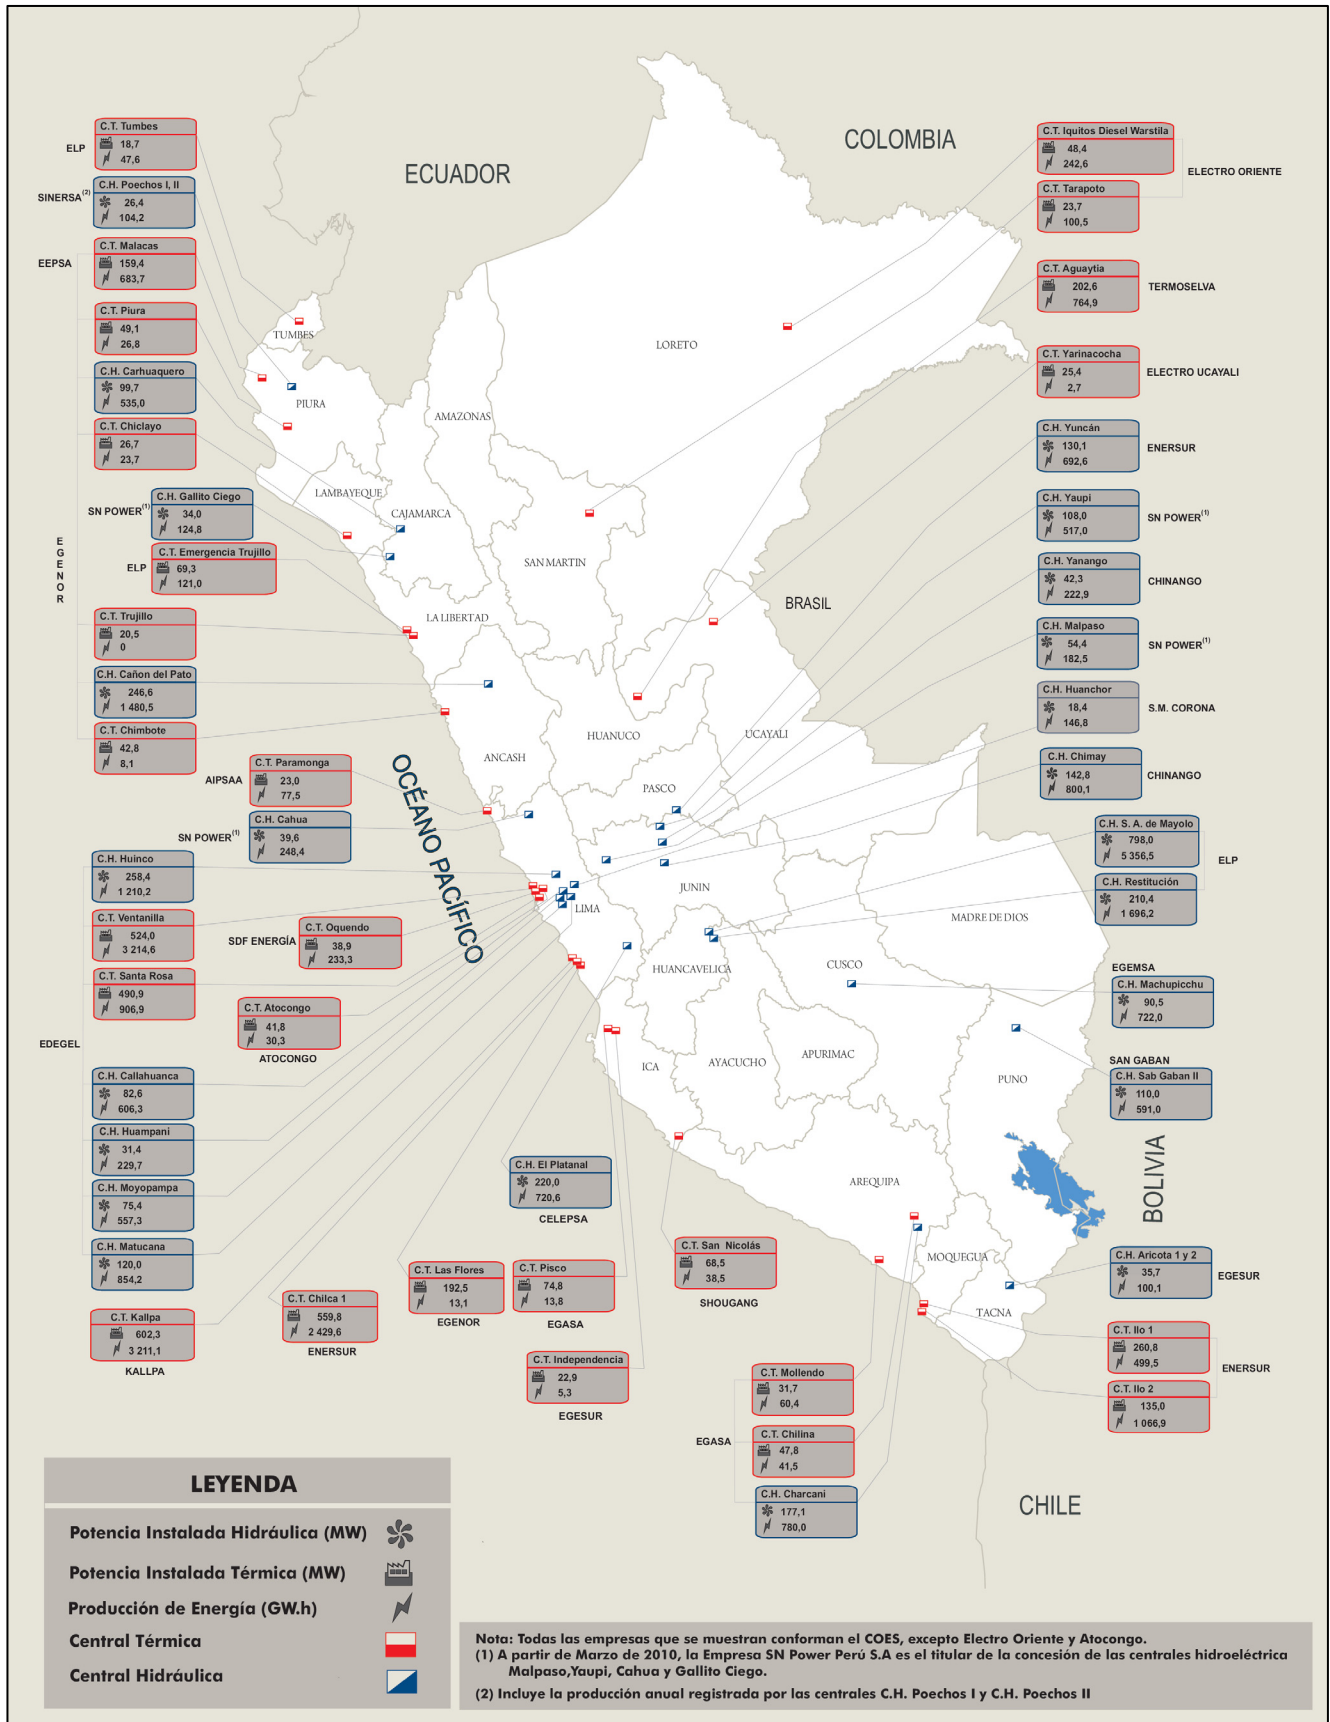 ECUADOR
COLOMBIA
BRASIL
BOLIVIA
CHILE
OCÉANO PACÍFICO
TUMBES
PIURA
LAMBAYEQUE
CAJAMARCA
AMAZONAS
LORETO
SAN MARTIN
LA LIBERTAD
ANCASH
HUANUCO
UCAYALI
PASCO
JUNIN
LIMA
MADRE DE DIOS
HUANCAVELICA
CUSCO
ICA
AYACUCHO
APURIMAC
PUNO
AREQUIPA
MOQUEGUA
TACNA
ELP
C.T. Tumbes
18,7
47,6
SINERSA(2)
C.H. Poechos I, II
26,4
104,2
EEPSA
C.T. Malacas
159,4
683,7
C.T. Piura
49,1
26,8
C.H. Carhuaquero
99,7
535,0
C.T. Chiclayo
26,7
23,7
SN POWER(1)
C.H. Gallito Ciego
34,0
124,8
ELP
C.T. Emergencia Trujillo
69,3
121,0
EGENOR
C.T. Trujillo
20,5
0
C.H. Cañon del Pato
246,6
1 480,5
C.T. Chimbote
42,8
8,1
AIPSAA
C.T. Paramonga
23,0
77,5
SN POWER(1)
C.H. Cahua
39,6
248,4
C.H. Huinco
258,4
1 210,2
C.T. Ventanilla
524,0
3 214,6
SDF ENERGÍA
C.T. Oquendo
38,9
233,3
C.T. Santa Rosa
490,9
906,9
C.T. Atocongo
41,8
30,3
ATOCONGO
EDEGEL
C.H. Callahuanca
82,6
606,3
C.H. Huampani
31,4
229,7
C.H. Moyopampa
75,4
557,3
C.H. Matucana
120,0
854,2
C.T. Kallpa
602,3
3 211,1
KALLPA
C.T. Chilca 1
559,8
2 429,6
ENERSUR
C.T. Las Flores
192,5
13,1
EGENOR
C.H. El Platanal
220,0
720,6
CELEPSA
C.T. Pisco
74,8
13,8
EGASA
C.T. Independencia
22,9
5,3
EGESUR
C.T. San Nicolás
68,5
38,5
SHOUGANG
EGASA
C.T. Mollendo
31,7
60,4
C.T. Chilina
47,8
41,5
C.H. Charcani
177,1
780,0
C.T. Iquitos Diesel Warstila
48,4
242,6
ELECTRO ORIENTE
C.T. Tarapoto
23,7
100,5
C.T. Aguaytia
202,6
764,9
TERMOSELVA
C.T. Yarinacocha
25,4
2,7
ELECTRO UCAYALI
C.H. Yuncán
130,1
692,6
ENERSUR
C.H. Yaupi
108,0
517,0
SN POWER(1)
C.H. Yanango
42,3
222,9
CHINANGO
C.H. Malpaso
54,4
182,5
SN POWER(1)
C.H. Huanchor
18,4
146,8
S.M. CORONA
C.H. Chimay
142,8
800,1
CHINANGO
C.H. S. A. de Mayolo
798,0
5 356,5
ELP
C.H. Restitución
210,4
1 696,2
EGEMSA
C.H. Machupicchu
90,5
722,0
SAN GABAN
C.H. Sab Gaban II
110,0
591,0
C.H. Aricota 1 y 2
35,7
100,1
EGESUR
C.T. Ilo 1
260,8
499,5
ENERSUR
C.T. Ilo 2
135,0
1 066,9
LEYENDA
Potencia Instalada Hidráulica (MW)
Potencia Instalada Térmica (MW)
Producción de Energía (GW.h)
Central Térmica
Central Hidráulica
Nota: Todas las empresas que se muestran conforman el COES, excepto Electro Oriente y Atocongo.
(1) A partir de Marzo de 2010, la Empresa SN Power Perú S.A es el titular de la concesión de las centrales hidroeléctrica
Malpaso,Yaupi, Cahua y Gallito Ciego.
(2) Incluye la producción anual registrada por las centrales C.H. Poechos I y C.H. Poechos II